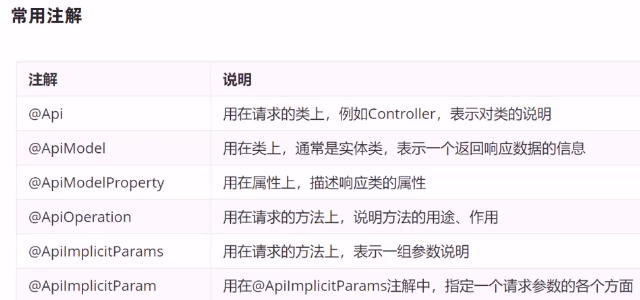 常用注解
注解 说明
@Api 用在请求的类上，例如Controller，表示对类的说明
@ApiModel 用在类上，通常是实体类，表示一个返回响应数据的信息
@ApiModelProperty 用在属性上，描述响应类的属性
@ApiOperation 用在请求的方法上，说明方法的用途、作用
@ApiImplicitParams 用在请求的方法上，表示一组参数说明
@ApiImplicitParam 用在@ApiImplicitParams注解中，指定一个请求参数的各个方面